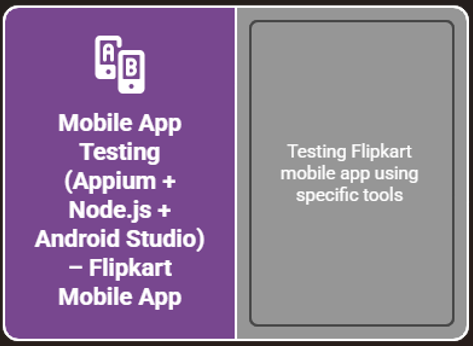 A
B
Mobile App
Testing
(Appium +
Node.js +
Android Studio)
– Flipkart
Mobile App
Testing Flipkart
mobile app using
specific tools